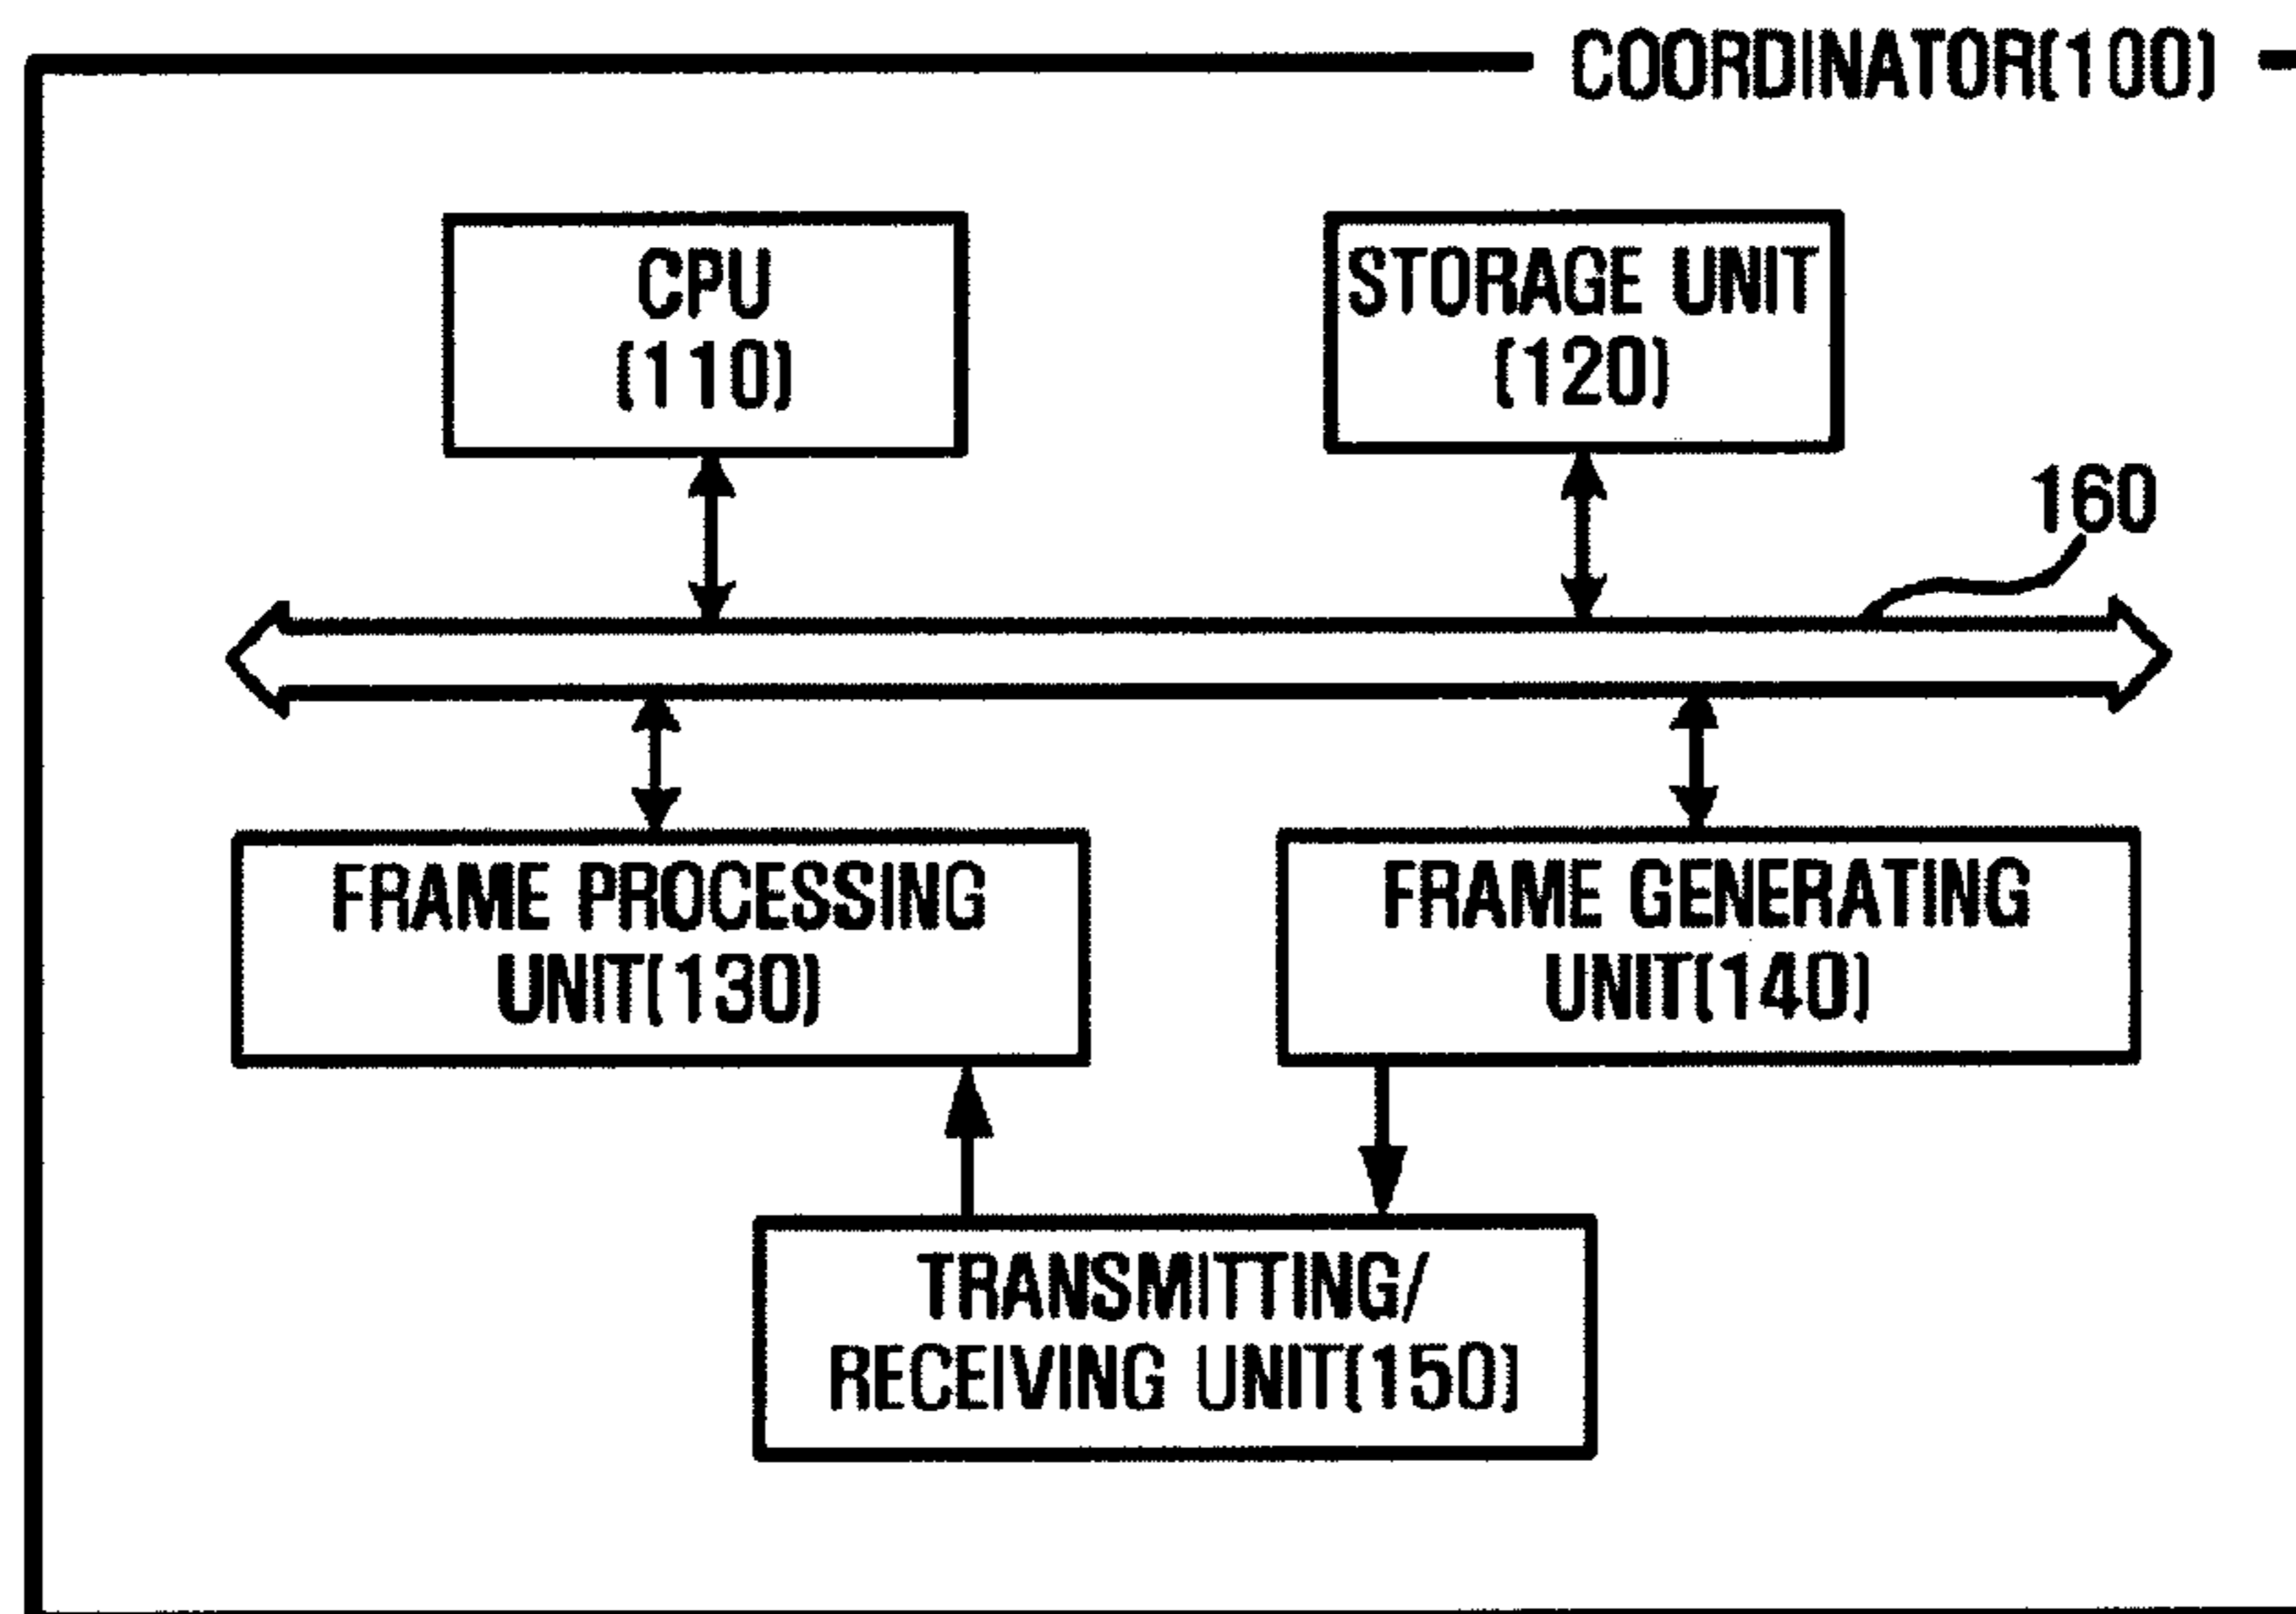 COORDINATOR(100)
CPU
(110)
STORAGE UNIT
(120)
160
FRAME PROCESSING
UNIT(130)
FRAME GENERATING
UNIT(140)
TRANSMITTING/
RECEIVING UNIT(150)